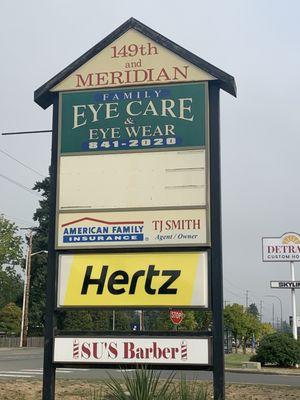 149th
and
MERIDIAN
FAMILY
EYE CARE
&
EYE WEAR
841-2020
AMERICAN FAMILY
INSURANCE
TJ SMITH
Agent / Owner
Hertz
STOP
SU'S Barber
DETRA
CUSTOM HO
SKYLI